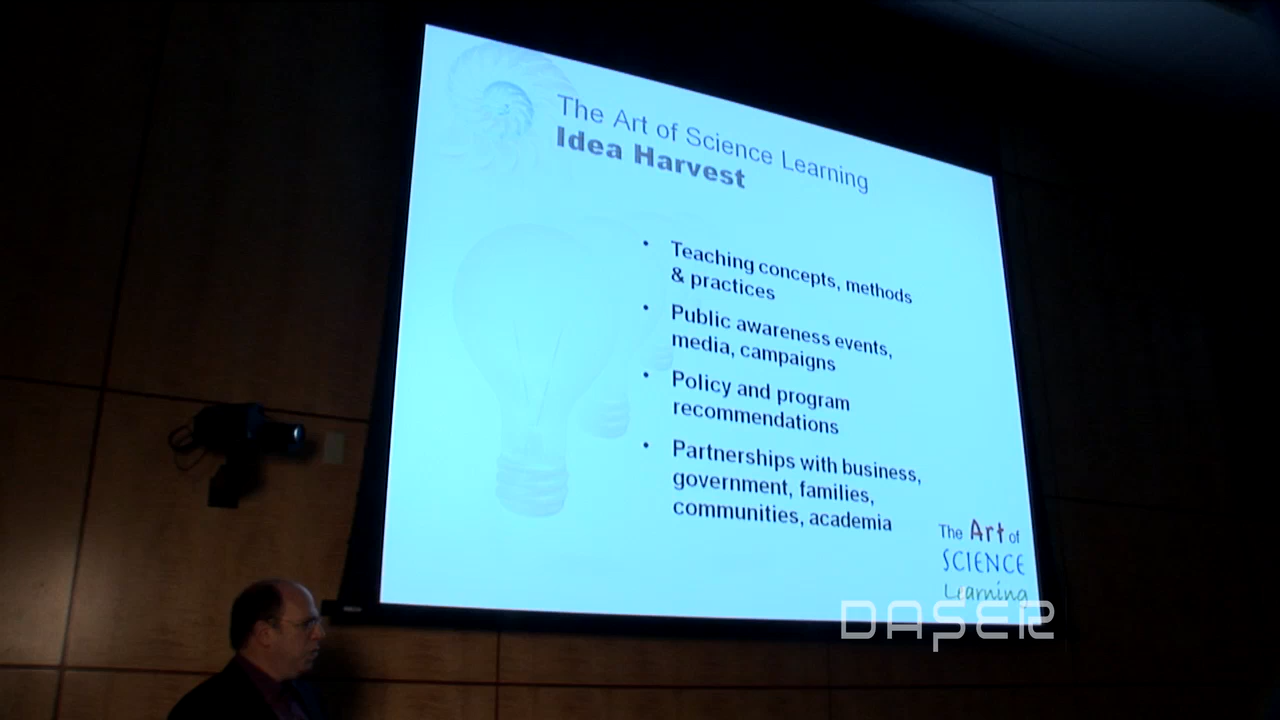 The Art of Science Learning
Idea Harvest
• Teaching concepts, methods
& practices
• Public awareness events,
media, campaigns
• Policy and program
recommendations
• Partnerships with business,
government, families,
communities, academia
The Art of
SCIENCE
Learning
DASER